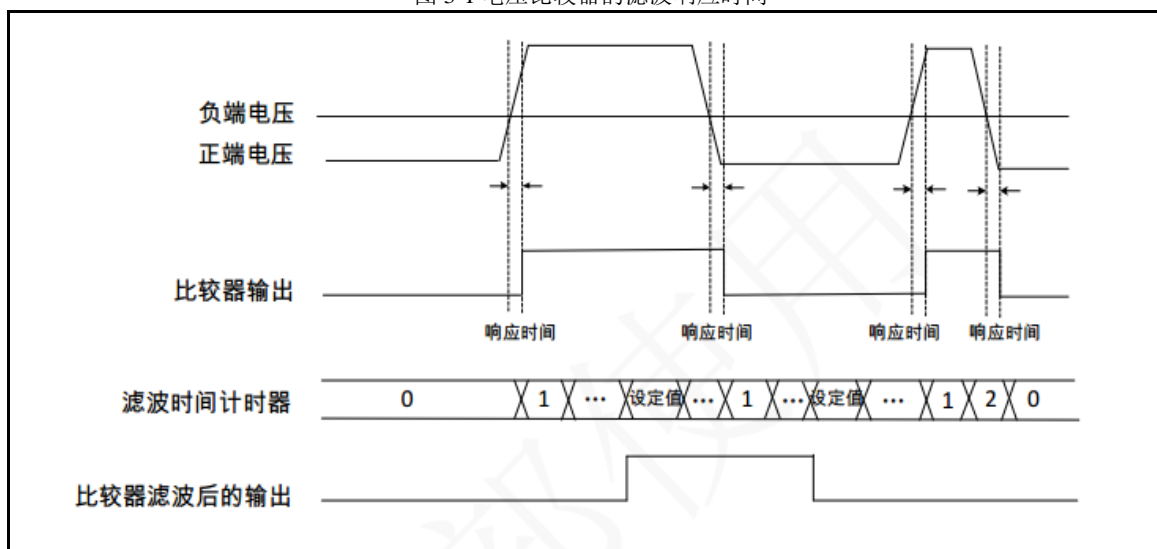 负端电压
正端电压
比较器输出
响应时间 响应时间 响应时间 响应时间
滤波时间计时器 0 1 ... 设定值 ... 1 ... 设定值 ... 1 2 0
比较器滤波后的输出